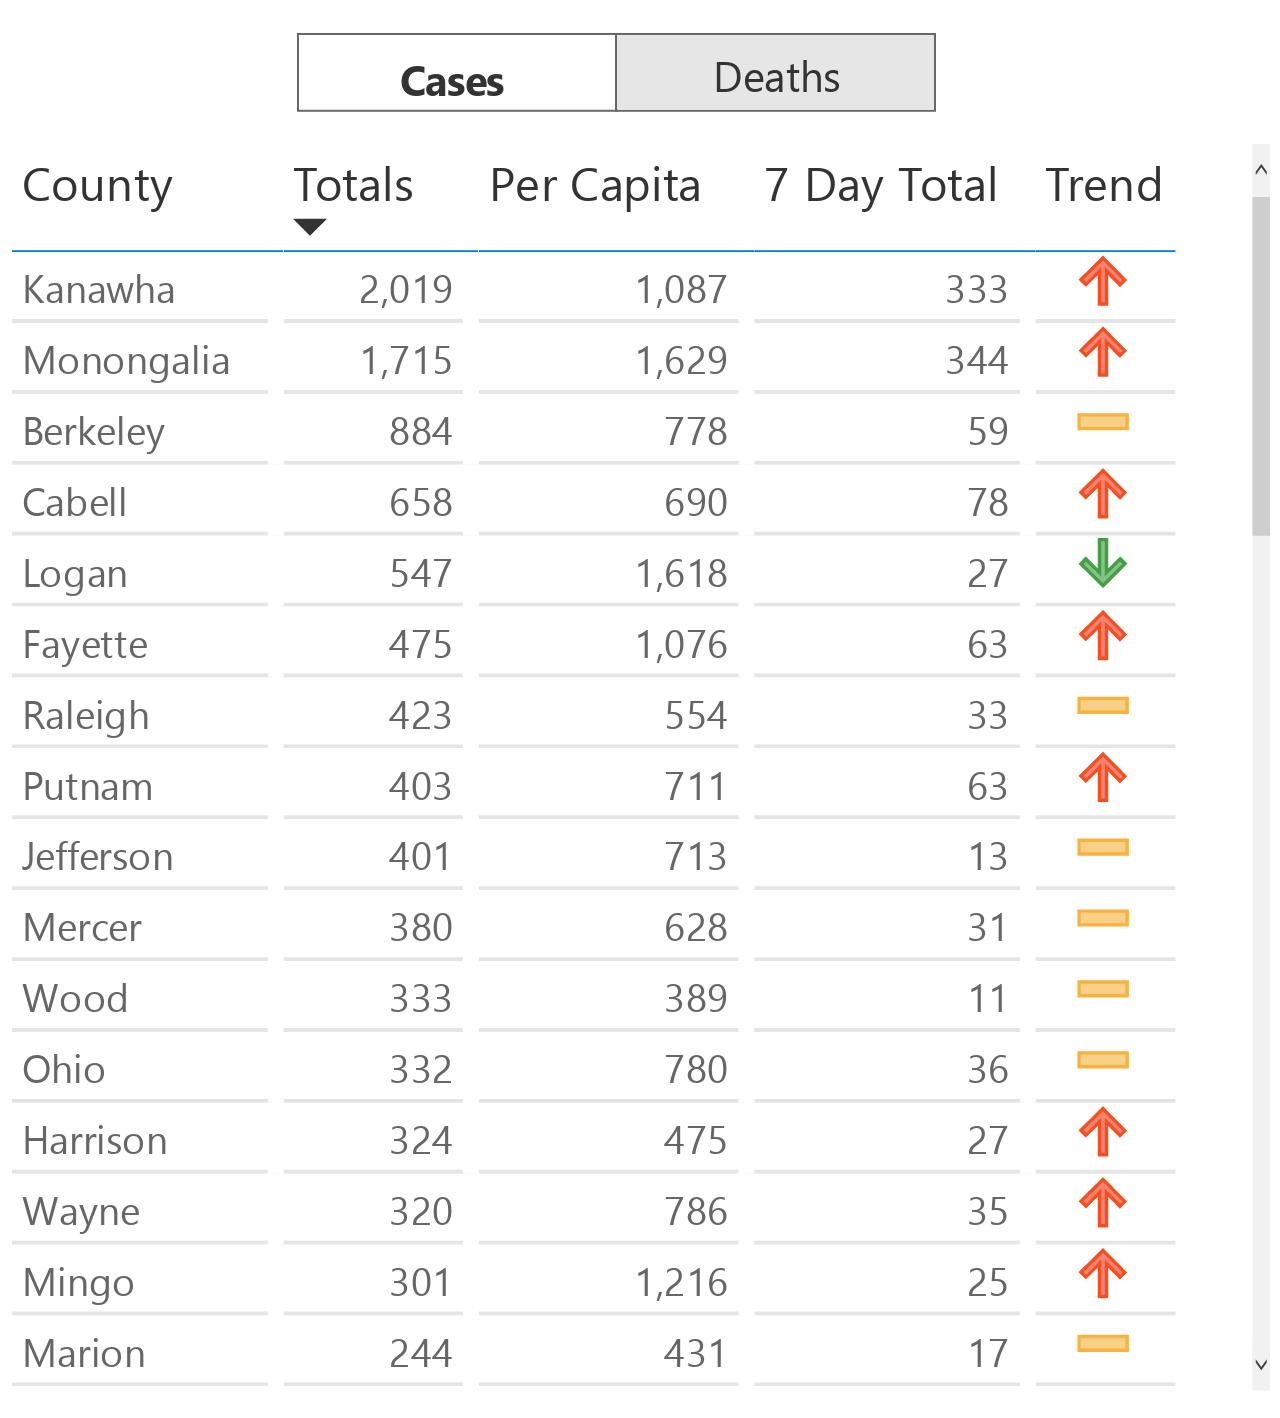 Cases Deaths
County Totals Per Capita 7 Day Total Trend
Kanawha 2,019 1,087 333
Monongalia 1,715 1,629 344
Berkeley 884 778 59
Cabell 658 690 78
Logan 547 1,618 27
Fayette 475 1,076 63
Raleigh 423 554 33
Putnam 403 711 63
Jefferson 401 713 13
Mercer 380 628 31
Wood 333 389 11
Ohio 332 780 36
Harrison 324 475 27
Wayne 320 786 35
Mingo 301 1,216 25
Marion 244 431 17